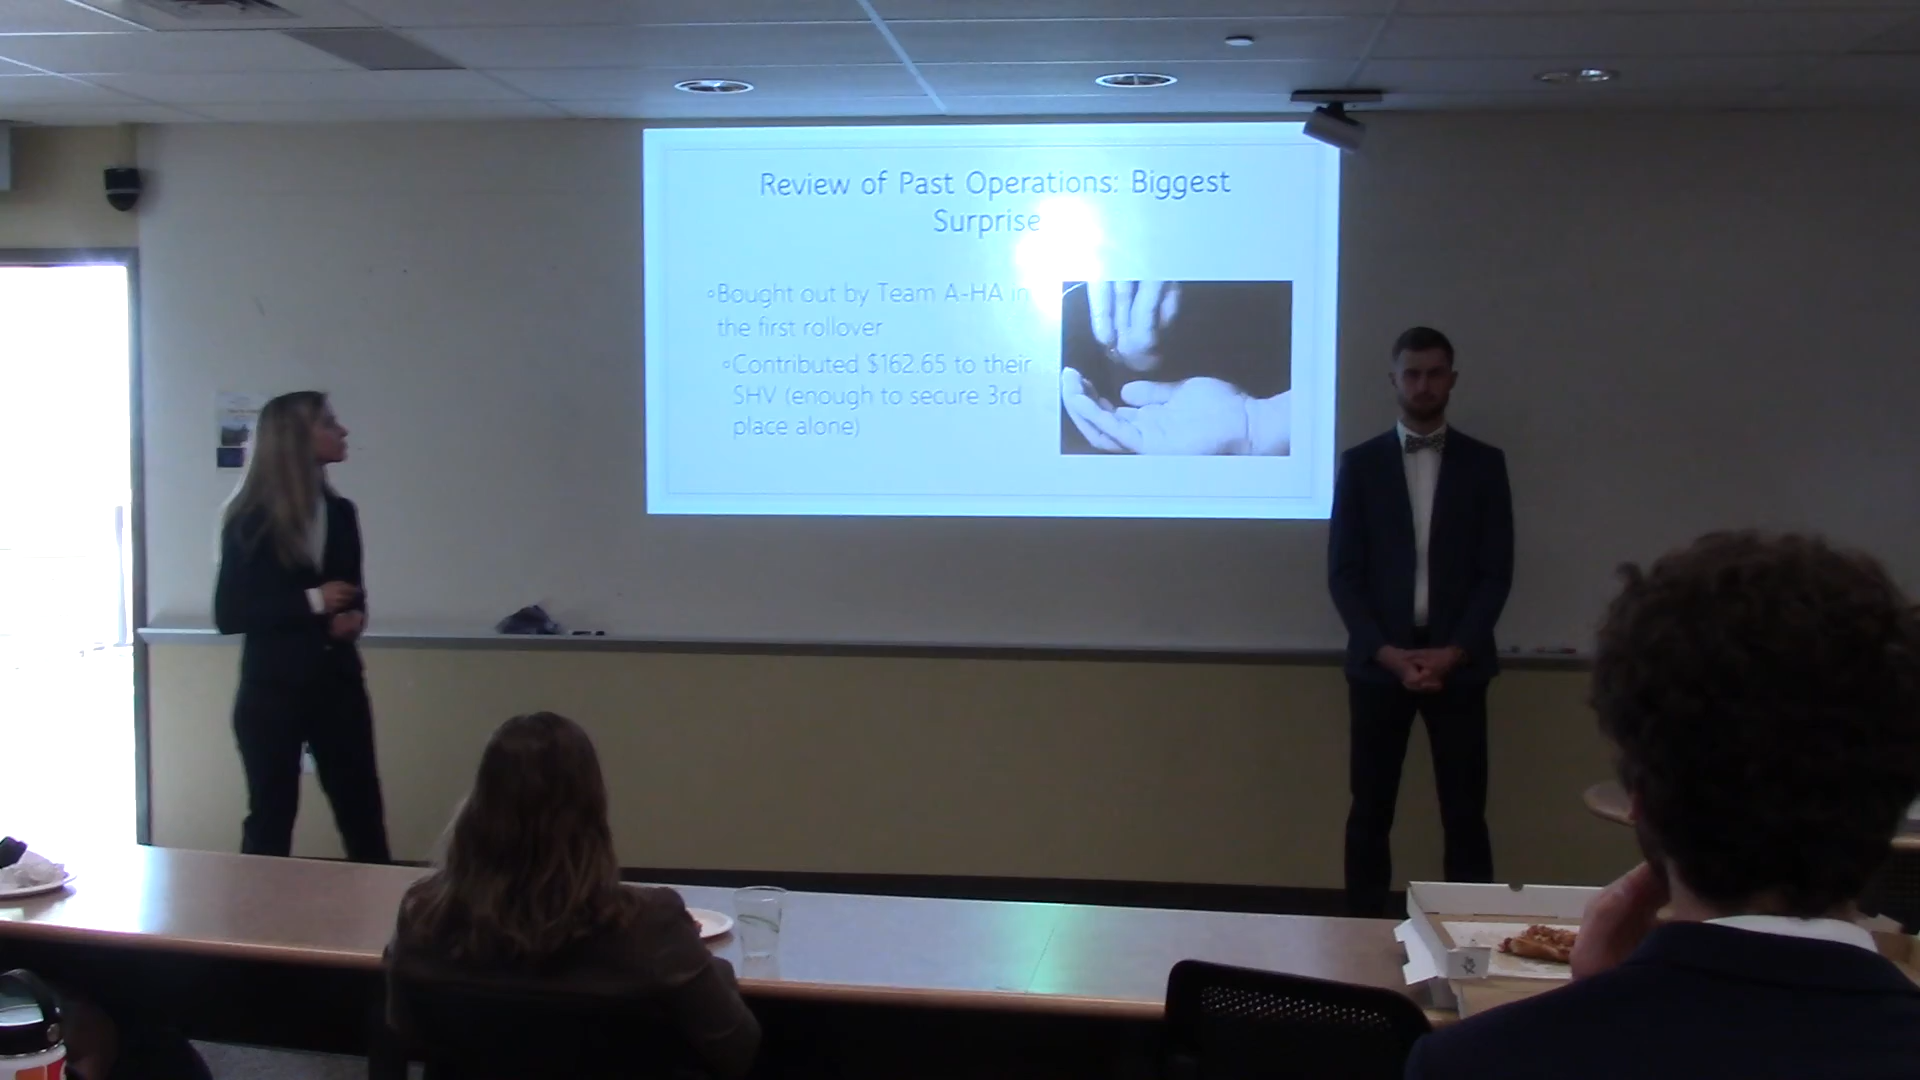 Review of Past Operations: Biggest
Surprise
◦Bought out by Team A-HA in
the first rollover
◦Contributed $162.65 to their
SHV (enough to secure 3rd
place alone)